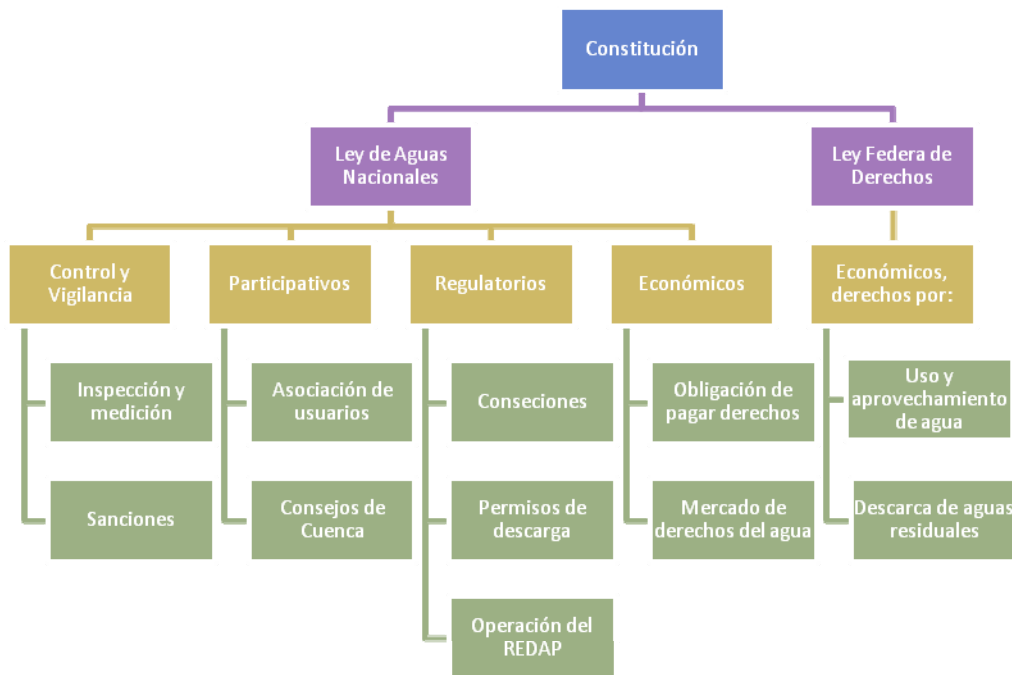 Constitución
Ley de Aguas
Nacionales
Ley Federa de
Derechos
Control y
Vigilancia
Participativos
Regulatorios
Económicos
Económicos,
derechos por:
Inspección y
medición
Asociación de
usuarios
Conseciones
Obligación de
pagar derechos
Uso y
aprovechamiento
de agua
Sanciones
Consejos de
Cuenca
Permisos de
descarga
Mercado de
derechos del agua
Descarca de aguas
residuales
Operación del
REDAP